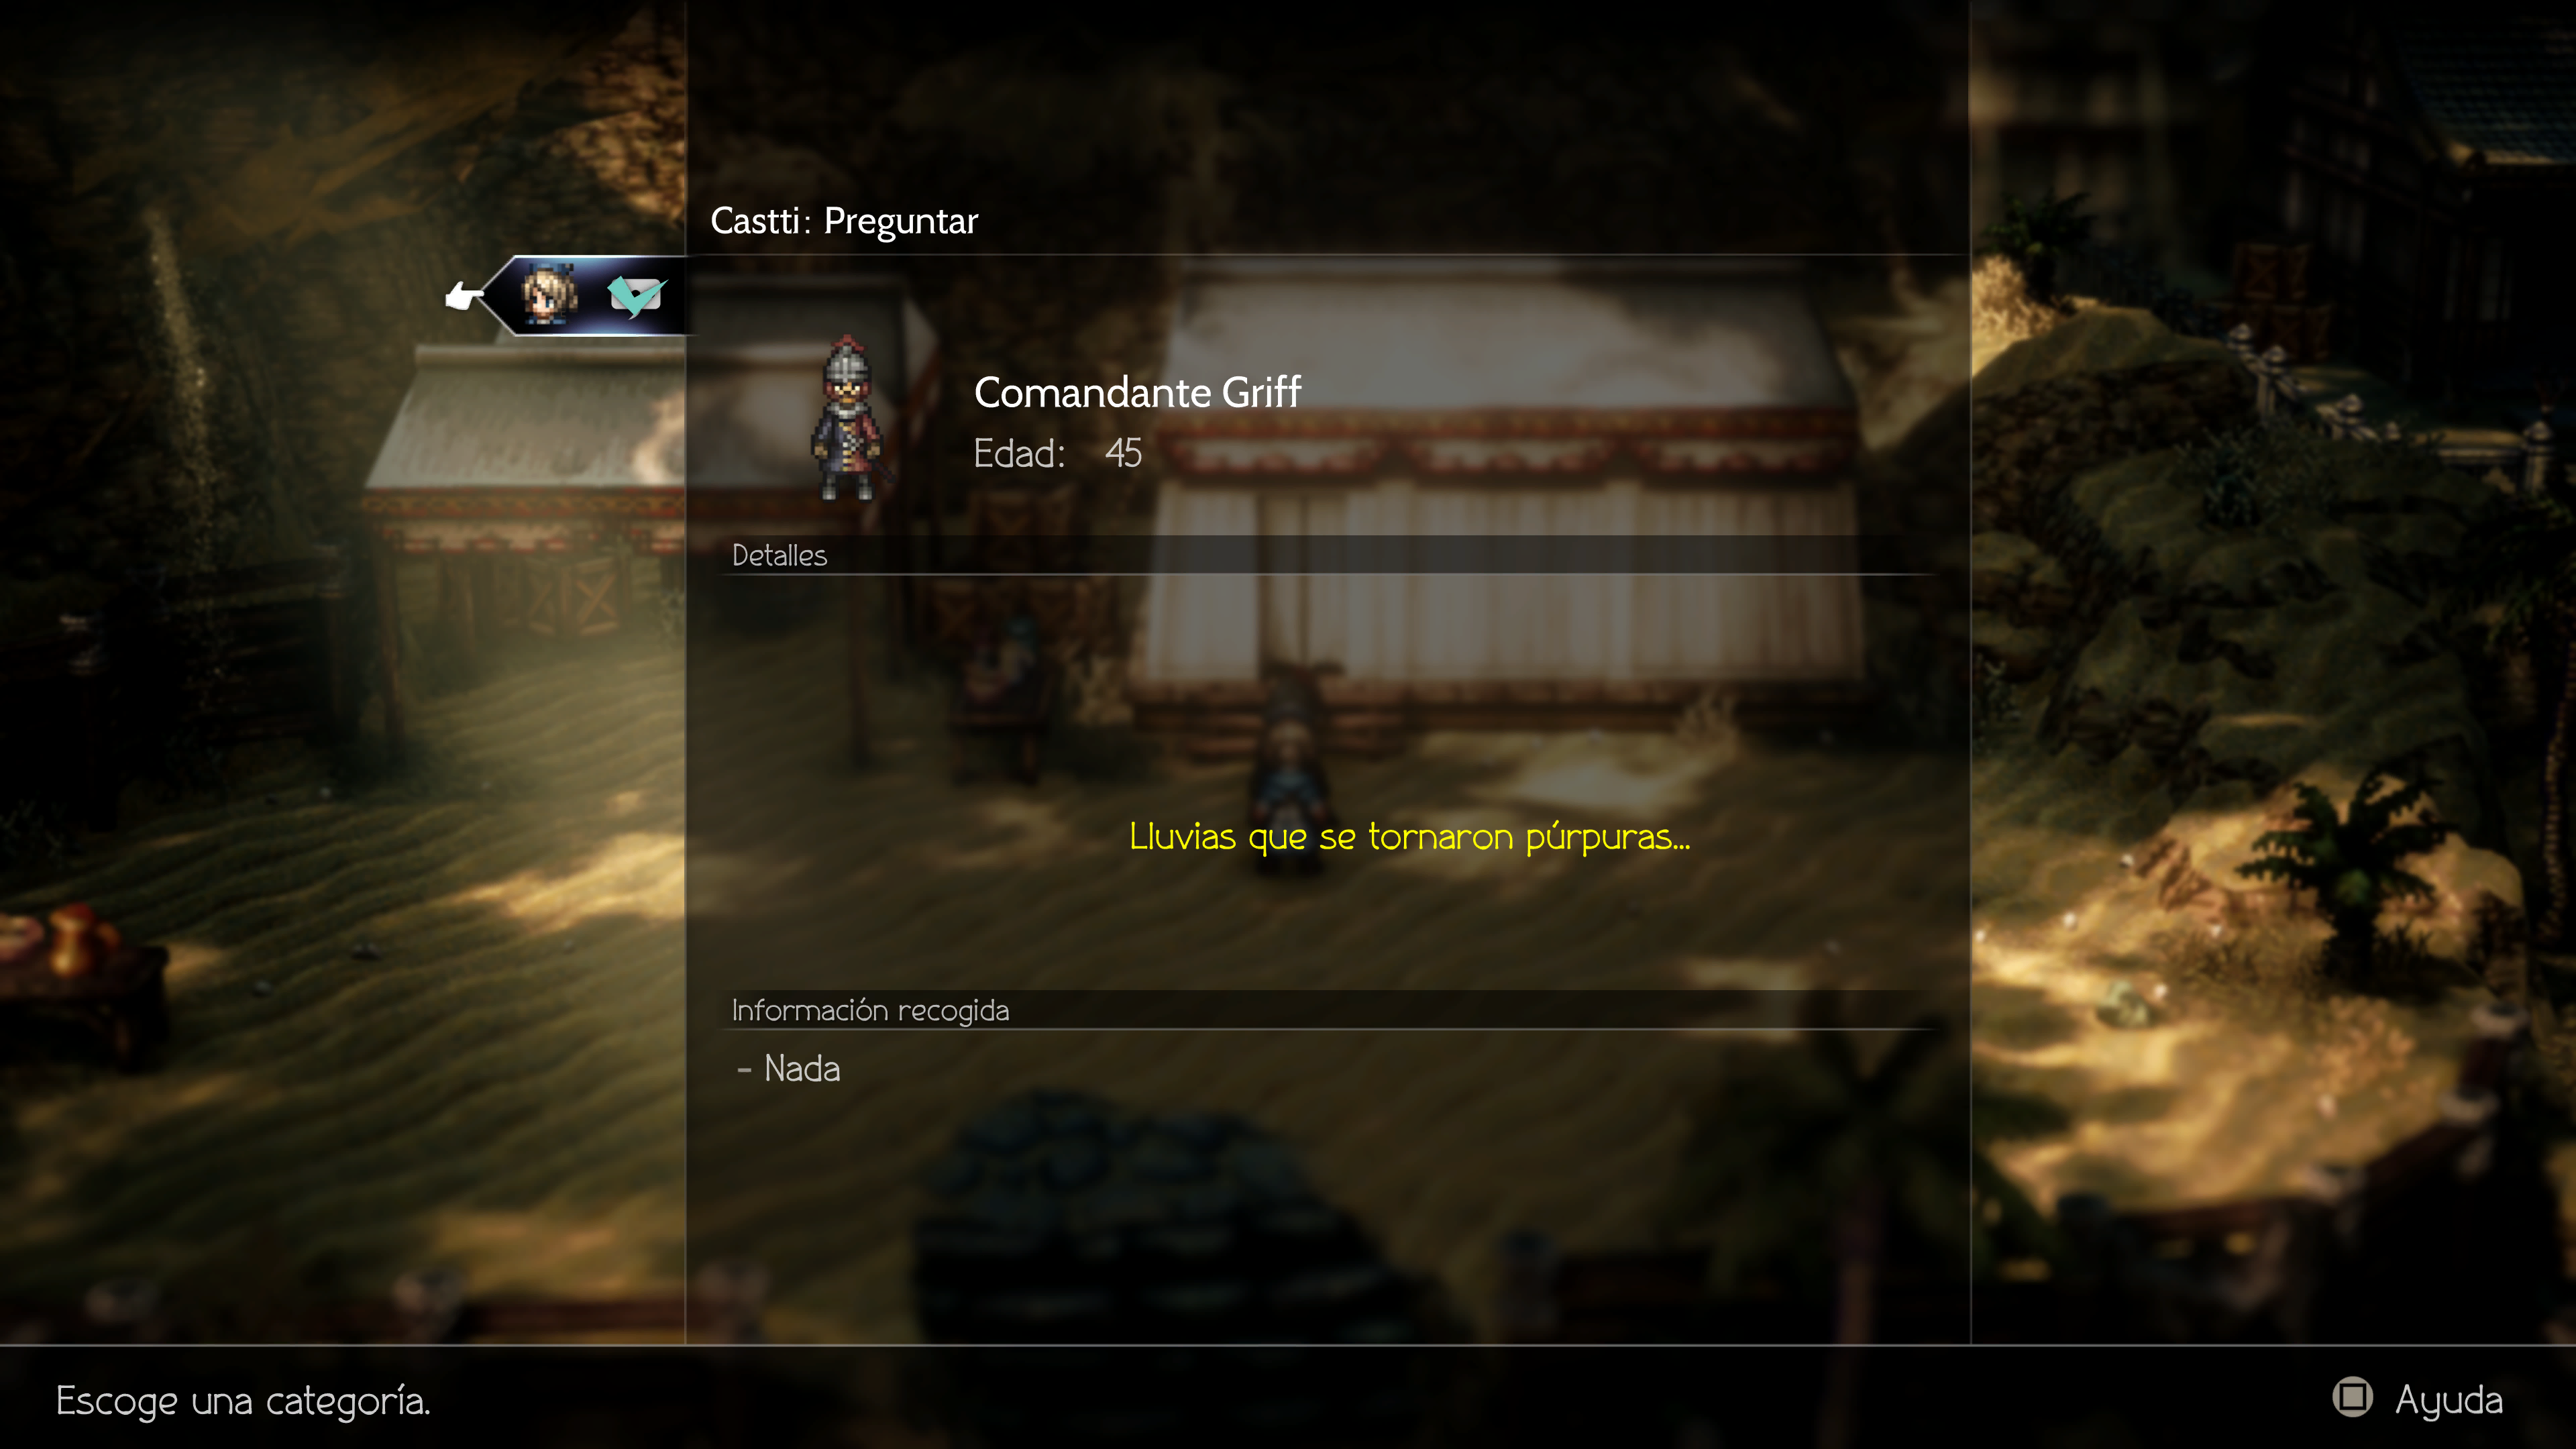 Castti: Preguntar
Comandante Griff
Edad: 45
Detalles
Lluvias que se tornaron púrpuras...
Información recogida
- Nada
Escoge una categoría.
Ayuda